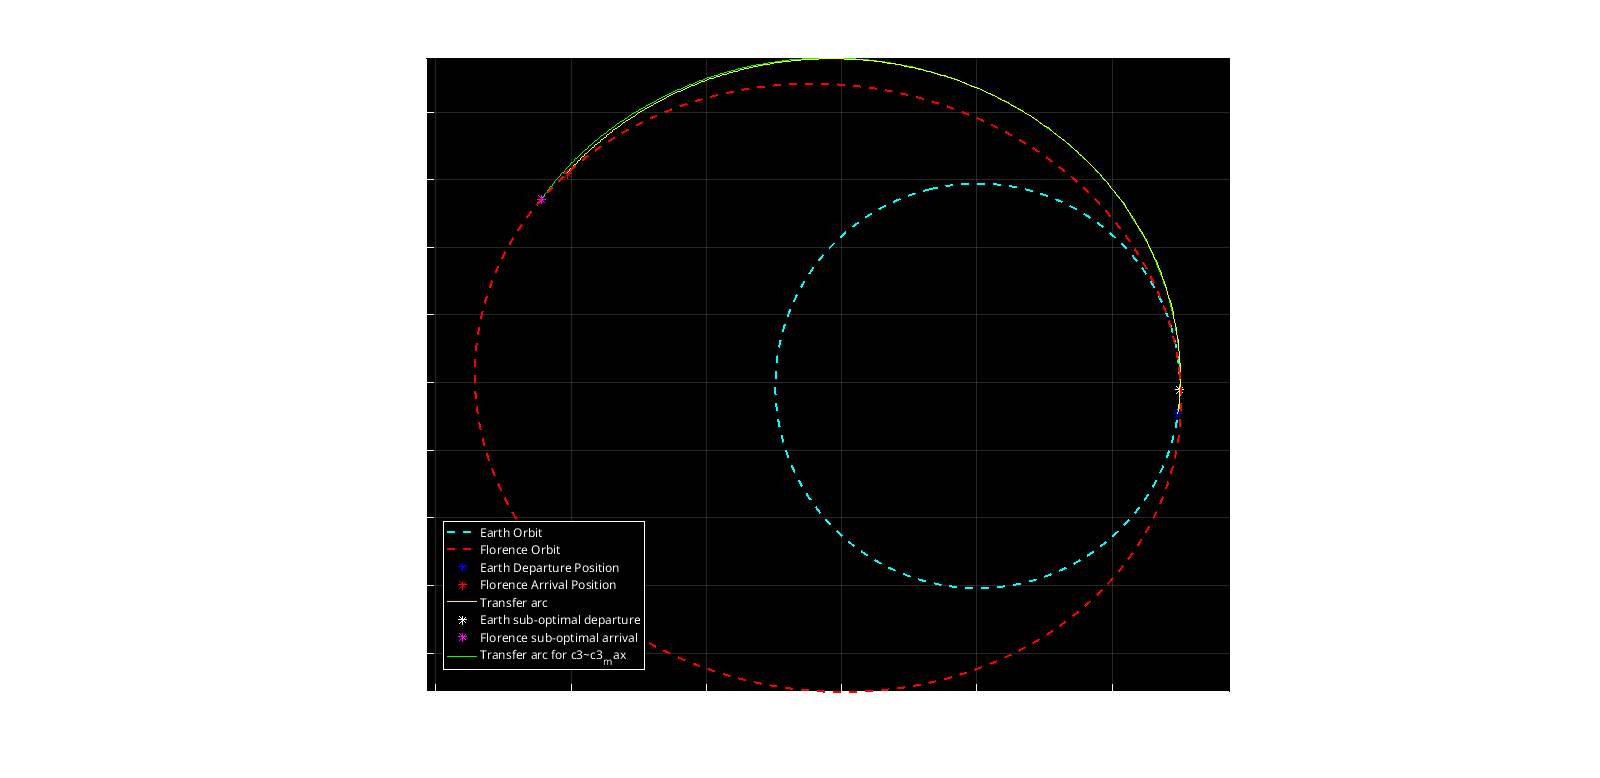 Earth Orbit
Florence Orbit
Earth Departure Position
Florence Arrival Position
Transfer arc
Earth sub-optimal departure
Florence sub-optimal arrival
Transfer arc for c3~c3_max